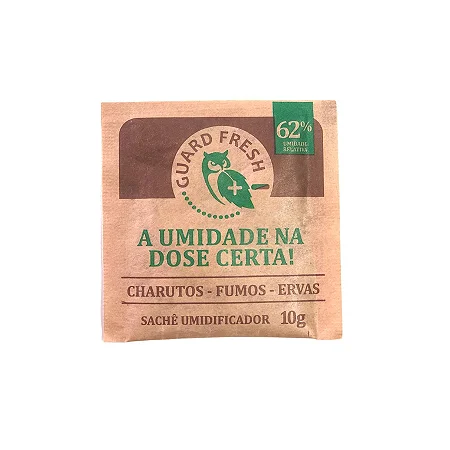 62%
UMIDADE
RELATIVA
GUARD FRESH
A UMIDADE NA
DOSE CERTA!
CHARUTOS - FUMOS - ERVAS
SACHÊ UMIDIFICADOR 10g